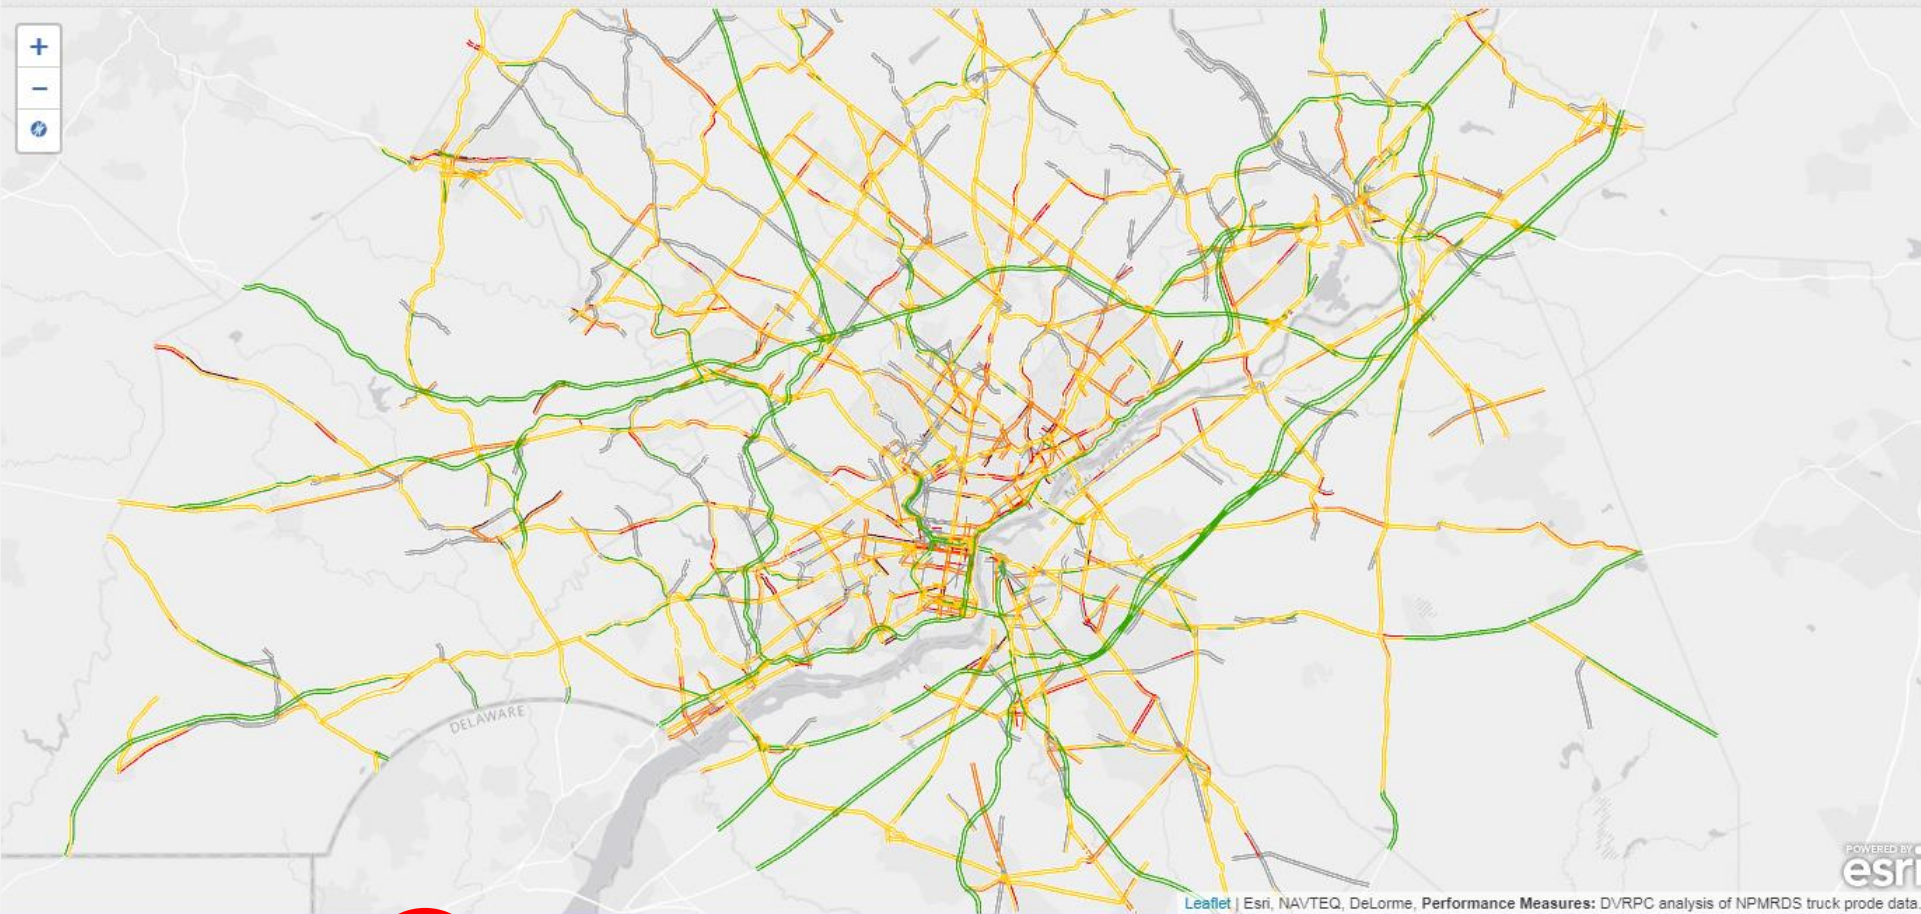 +
−
DELAWARE
POWERED BY
esri
Leaflet | Esri, NAVTEQ, DeLorme, Performance Measures: DVRPC analysis of NPMRDS truck prode data.